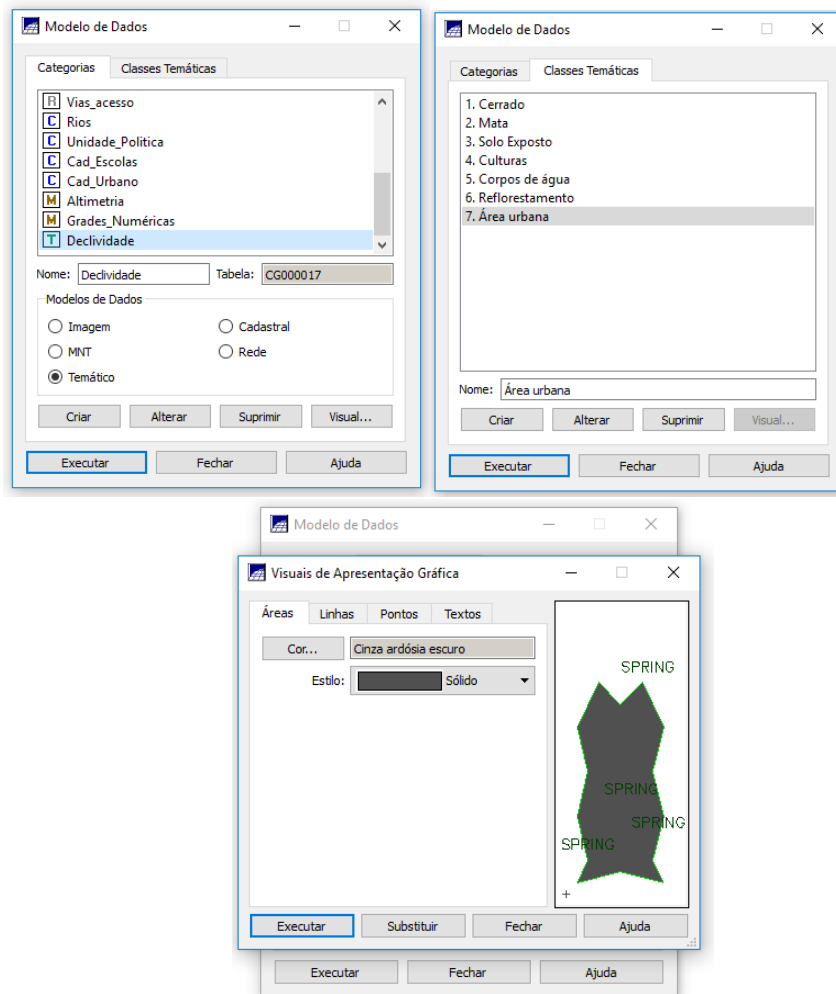 Modelo de Dados
Categorias Classes Temáticas
R Vias_acesso
C Rios
C Unidade_Politica
C Cad_Escolas
C Cad_Urbano
M Altimetria
M Grades_Numéricas
T Declividade
Nome: Declividade Tabela: CG000017
Modelos de Dados
Imagem Cadastral
MNT Rede
Temático
Criar Alterar Suprimir Visual...
Executar Fechar Ajuda
Modelo de Dados
Categorias Classes Temáticas
1. Cerrado
2. Mata
3. Solo Exposto
4. Culturas
5. Corpos de água
6. Reflorestamento
7. Área urbana
Nome: Área urbana
Criar Alterar Suprimir Visual...
Executar Fechar Ajuda
Modelo de Dados
Visuais de Apresentação Gráfica
Áreas Linhas Pontos Textos
Cor... Cinza ardósia escuro
Estilo: Sólido
SPRING
SPRING
SPRING
SPRING
Executar Substituir Fechar Ajuda
Executar Fechar Ajuda